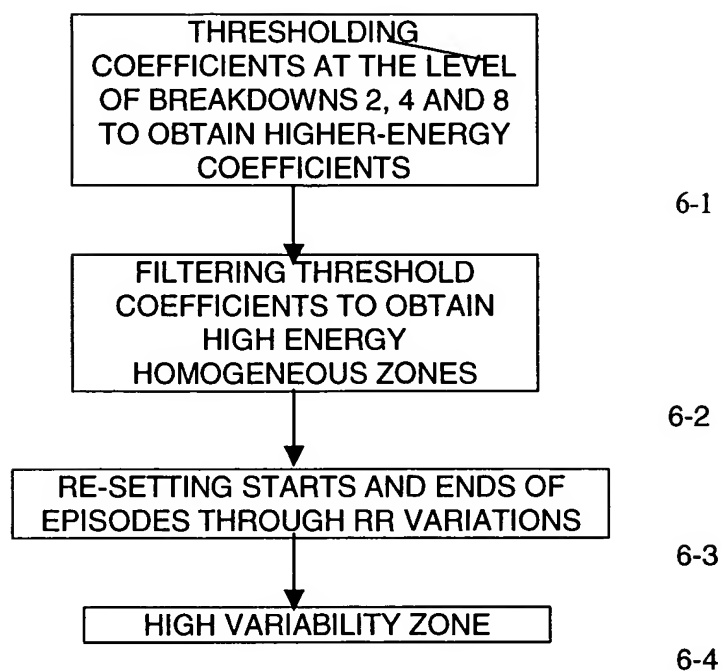 THRESHOLDING
COEFFICIENTS AT THE LEVEL
OF BREAKDOWNS 2, 4 AND 8
TO OBTAIN HIGHER-ENERGY
COEFFICIENTS
6-1
FILTERING THRESHOLD
COEFFICIENTS TO OBTAIN
HIGH ENERGY
HOMOGENEOUS ZONES
6-2
RE-SETTING STARTS AND ENDS OF
EPISODES THROUGH RR VARIATIONS
6-3
HIGH VARIABILITY ZONE
6-4